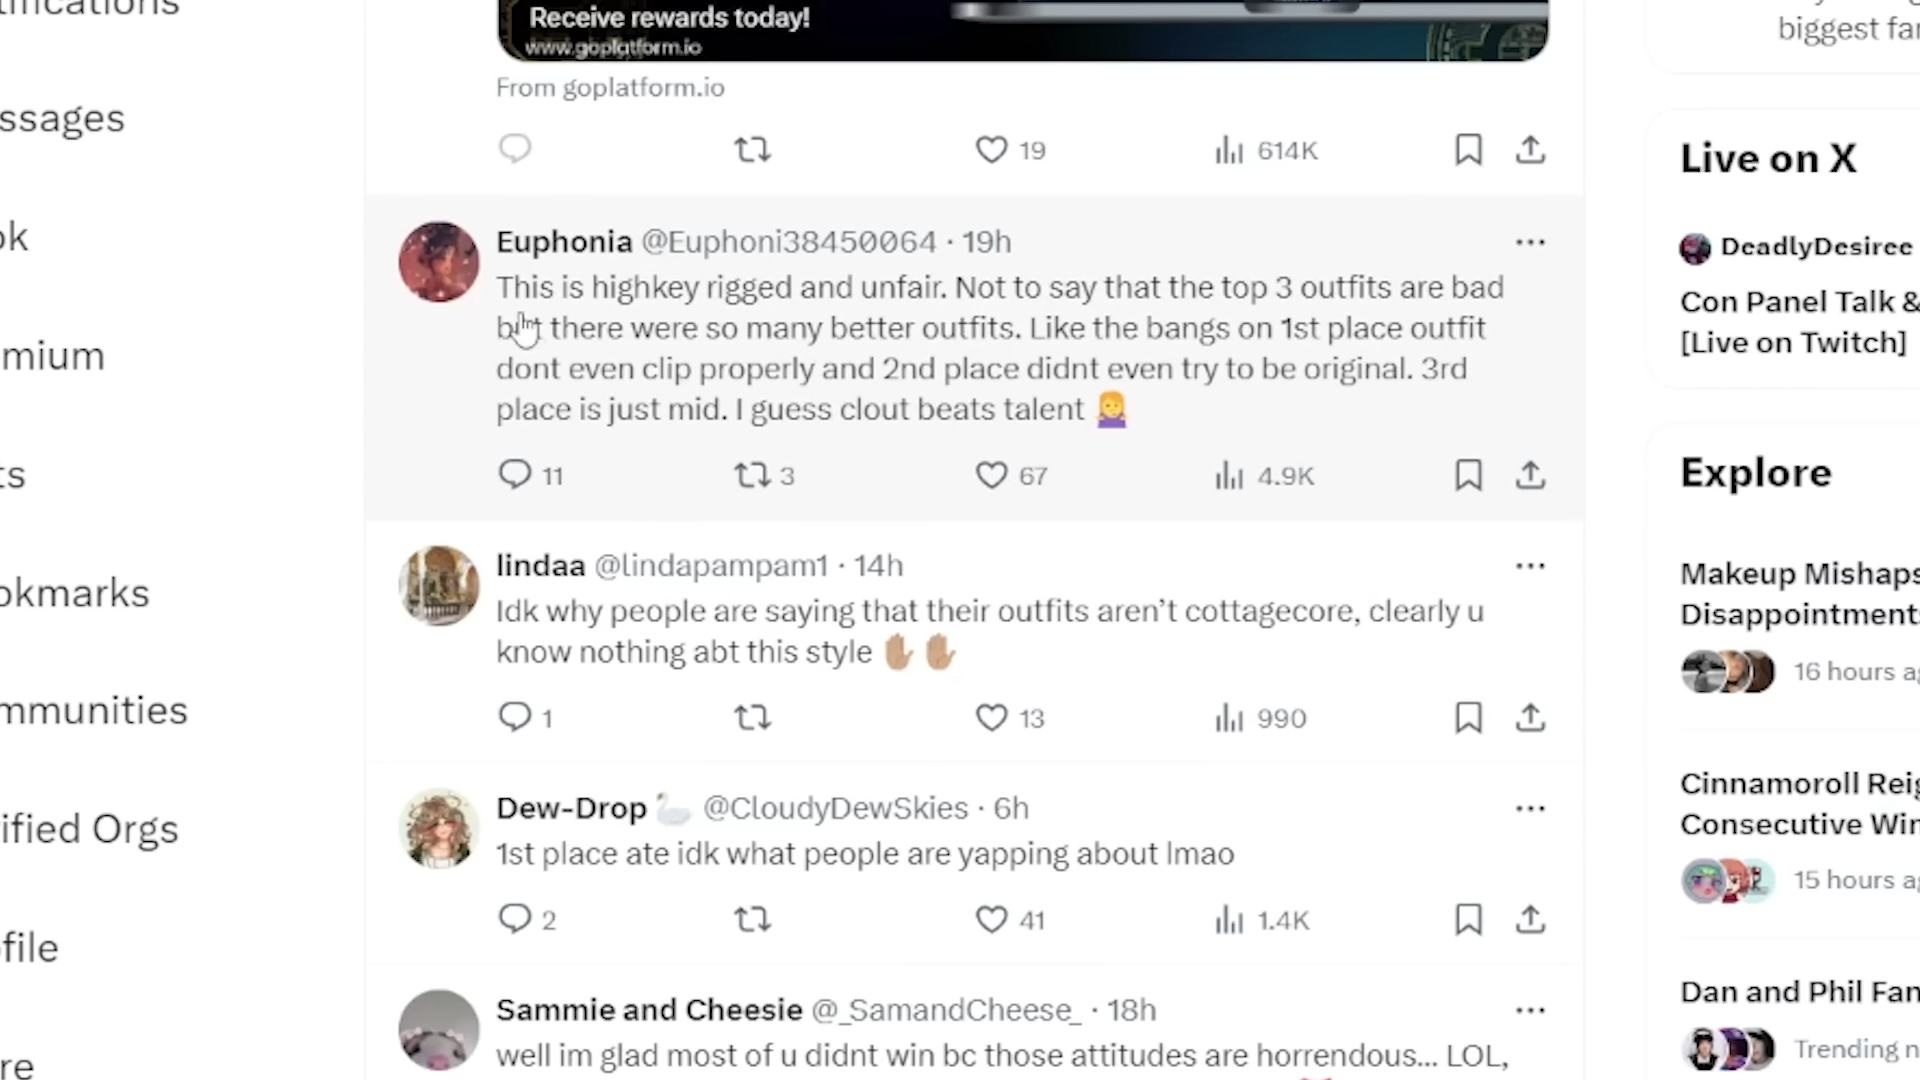 Receive rewards today!
www.goplatform.io
From goplatform.io
19
614K
Euphonia @Euphoni38450064 · 19h
This is highkey rigged and unfair. Not to say that the top 3 outfits are bad
but there were so many better outfits. Like the bangs on 1st place outfit
dont even clip properly and 2nd place didnt even try to be original. 3rd
place is just mid. I guess clout beats talent 🤷‍♀️
11
3
67
4.9K
lindaa @lindapampam1 · 14h
Idk why people are saying that their outfits aren’t cottagecore, clearly u
know nothing abt this style ✋🏽✋🏽
1
13
990
Dew-Drop 🦢 @CloudyDewSkies · 6h
1st place ate idk what people are yapping about lmao
2
41
1.4K
Sammie and Cheesie @_SamandCheese_ · 18h
well im glad most of u didnt win bc those attitudes are horrendous... LOL,
ssages
ok
mium
ts
okmarks
mmunities
ified Orgs
ofile
re
biggest fa
Live on X
DeadlyDesiree
Con Panel Talk &
[Live on Twitch]
Explore
Makeup Mishaps
Disappointments
16 hours ag
Cinnamoroll Reig
Consecutive Win
15 hours ag
Dan and Phil Fan
Trending n